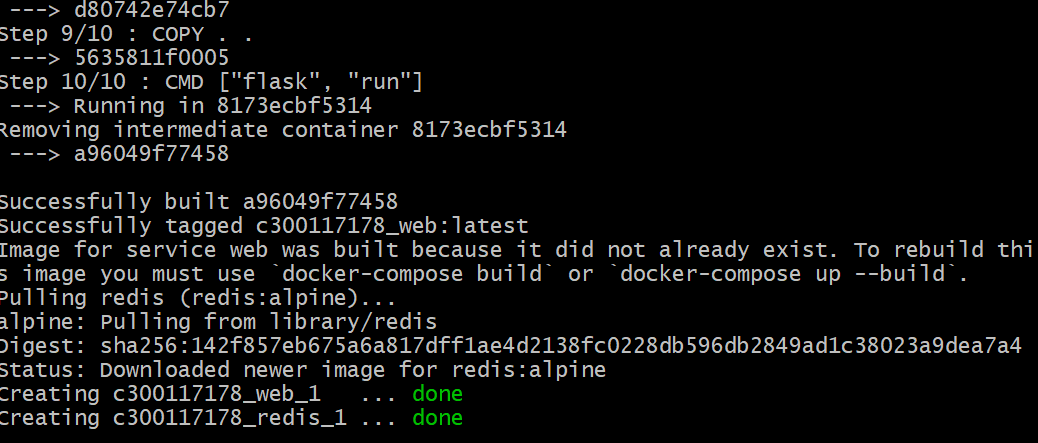 ---> d80742e74cb7
Step 9/10 : COPY . .
---> 5635811f0005
Step 10/10 : CMD ["flask", "run"]
---> Running in 8173ecbf5314
Removing intermediate container 8173ecbf5314
---> a96049f77458
Successfully built a96049f77458
Successfully tagged c300117178_web:latest
Image for service web was built because it did not already exist. To rebuild thi
s image you must use `docker-compose build` or `docker-compose up --build`.
Pulling redis (redis:alpine)...
alpine: Pulling from library/redis
Digest: sha256:142f857eb675a6a817dff1ae4d2138fc0228db596db2849ad1c38023a9dea7a4
Status: Downloaded newer image for redis:alpine
Creating c300117178_web_1   ... done
Creating c300117178_redis_1 ... done